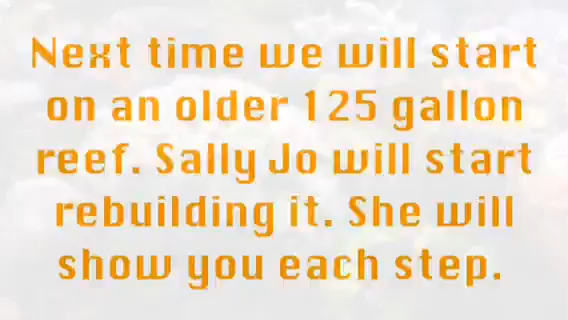 Next time we will start
on an older 125 gallon
reef. Sally Jo will start
rebuilding it. She will
show you each step.